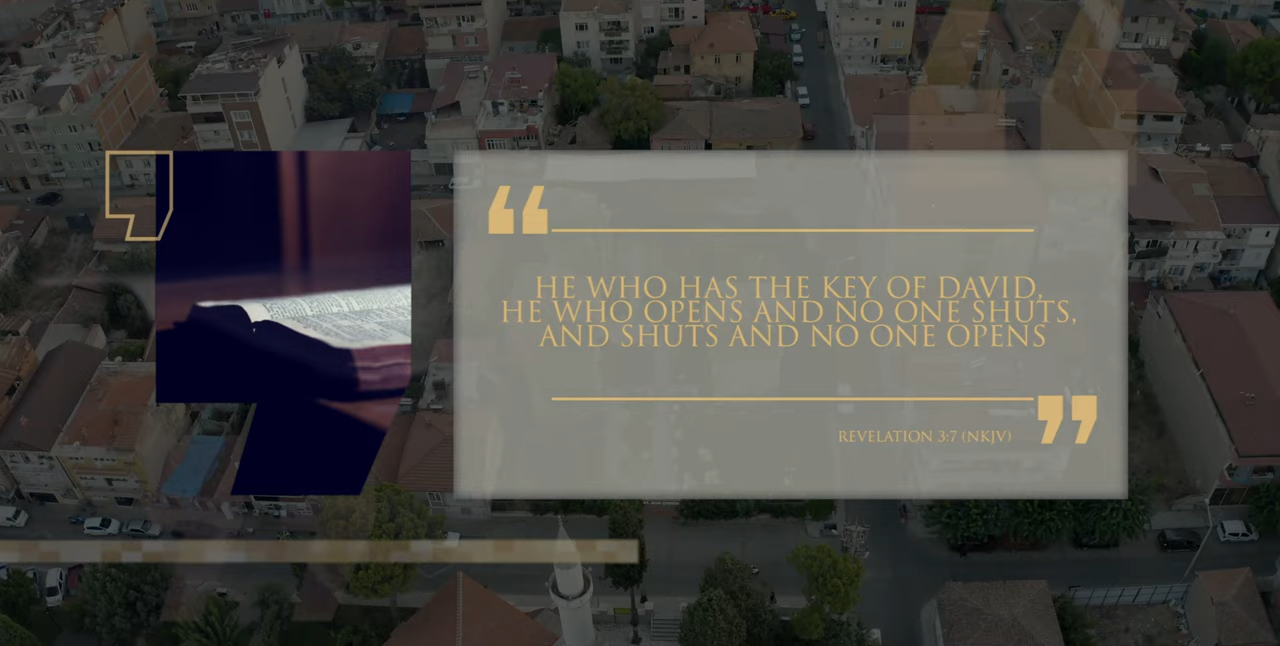 HE WHO HAS THE KEY OF DAVID,
HE WHO OPENS AND NO ONE SHUTS,
AND SHUTS AND NO ONE OPENS
REVELATION 3:7 (NKJV)